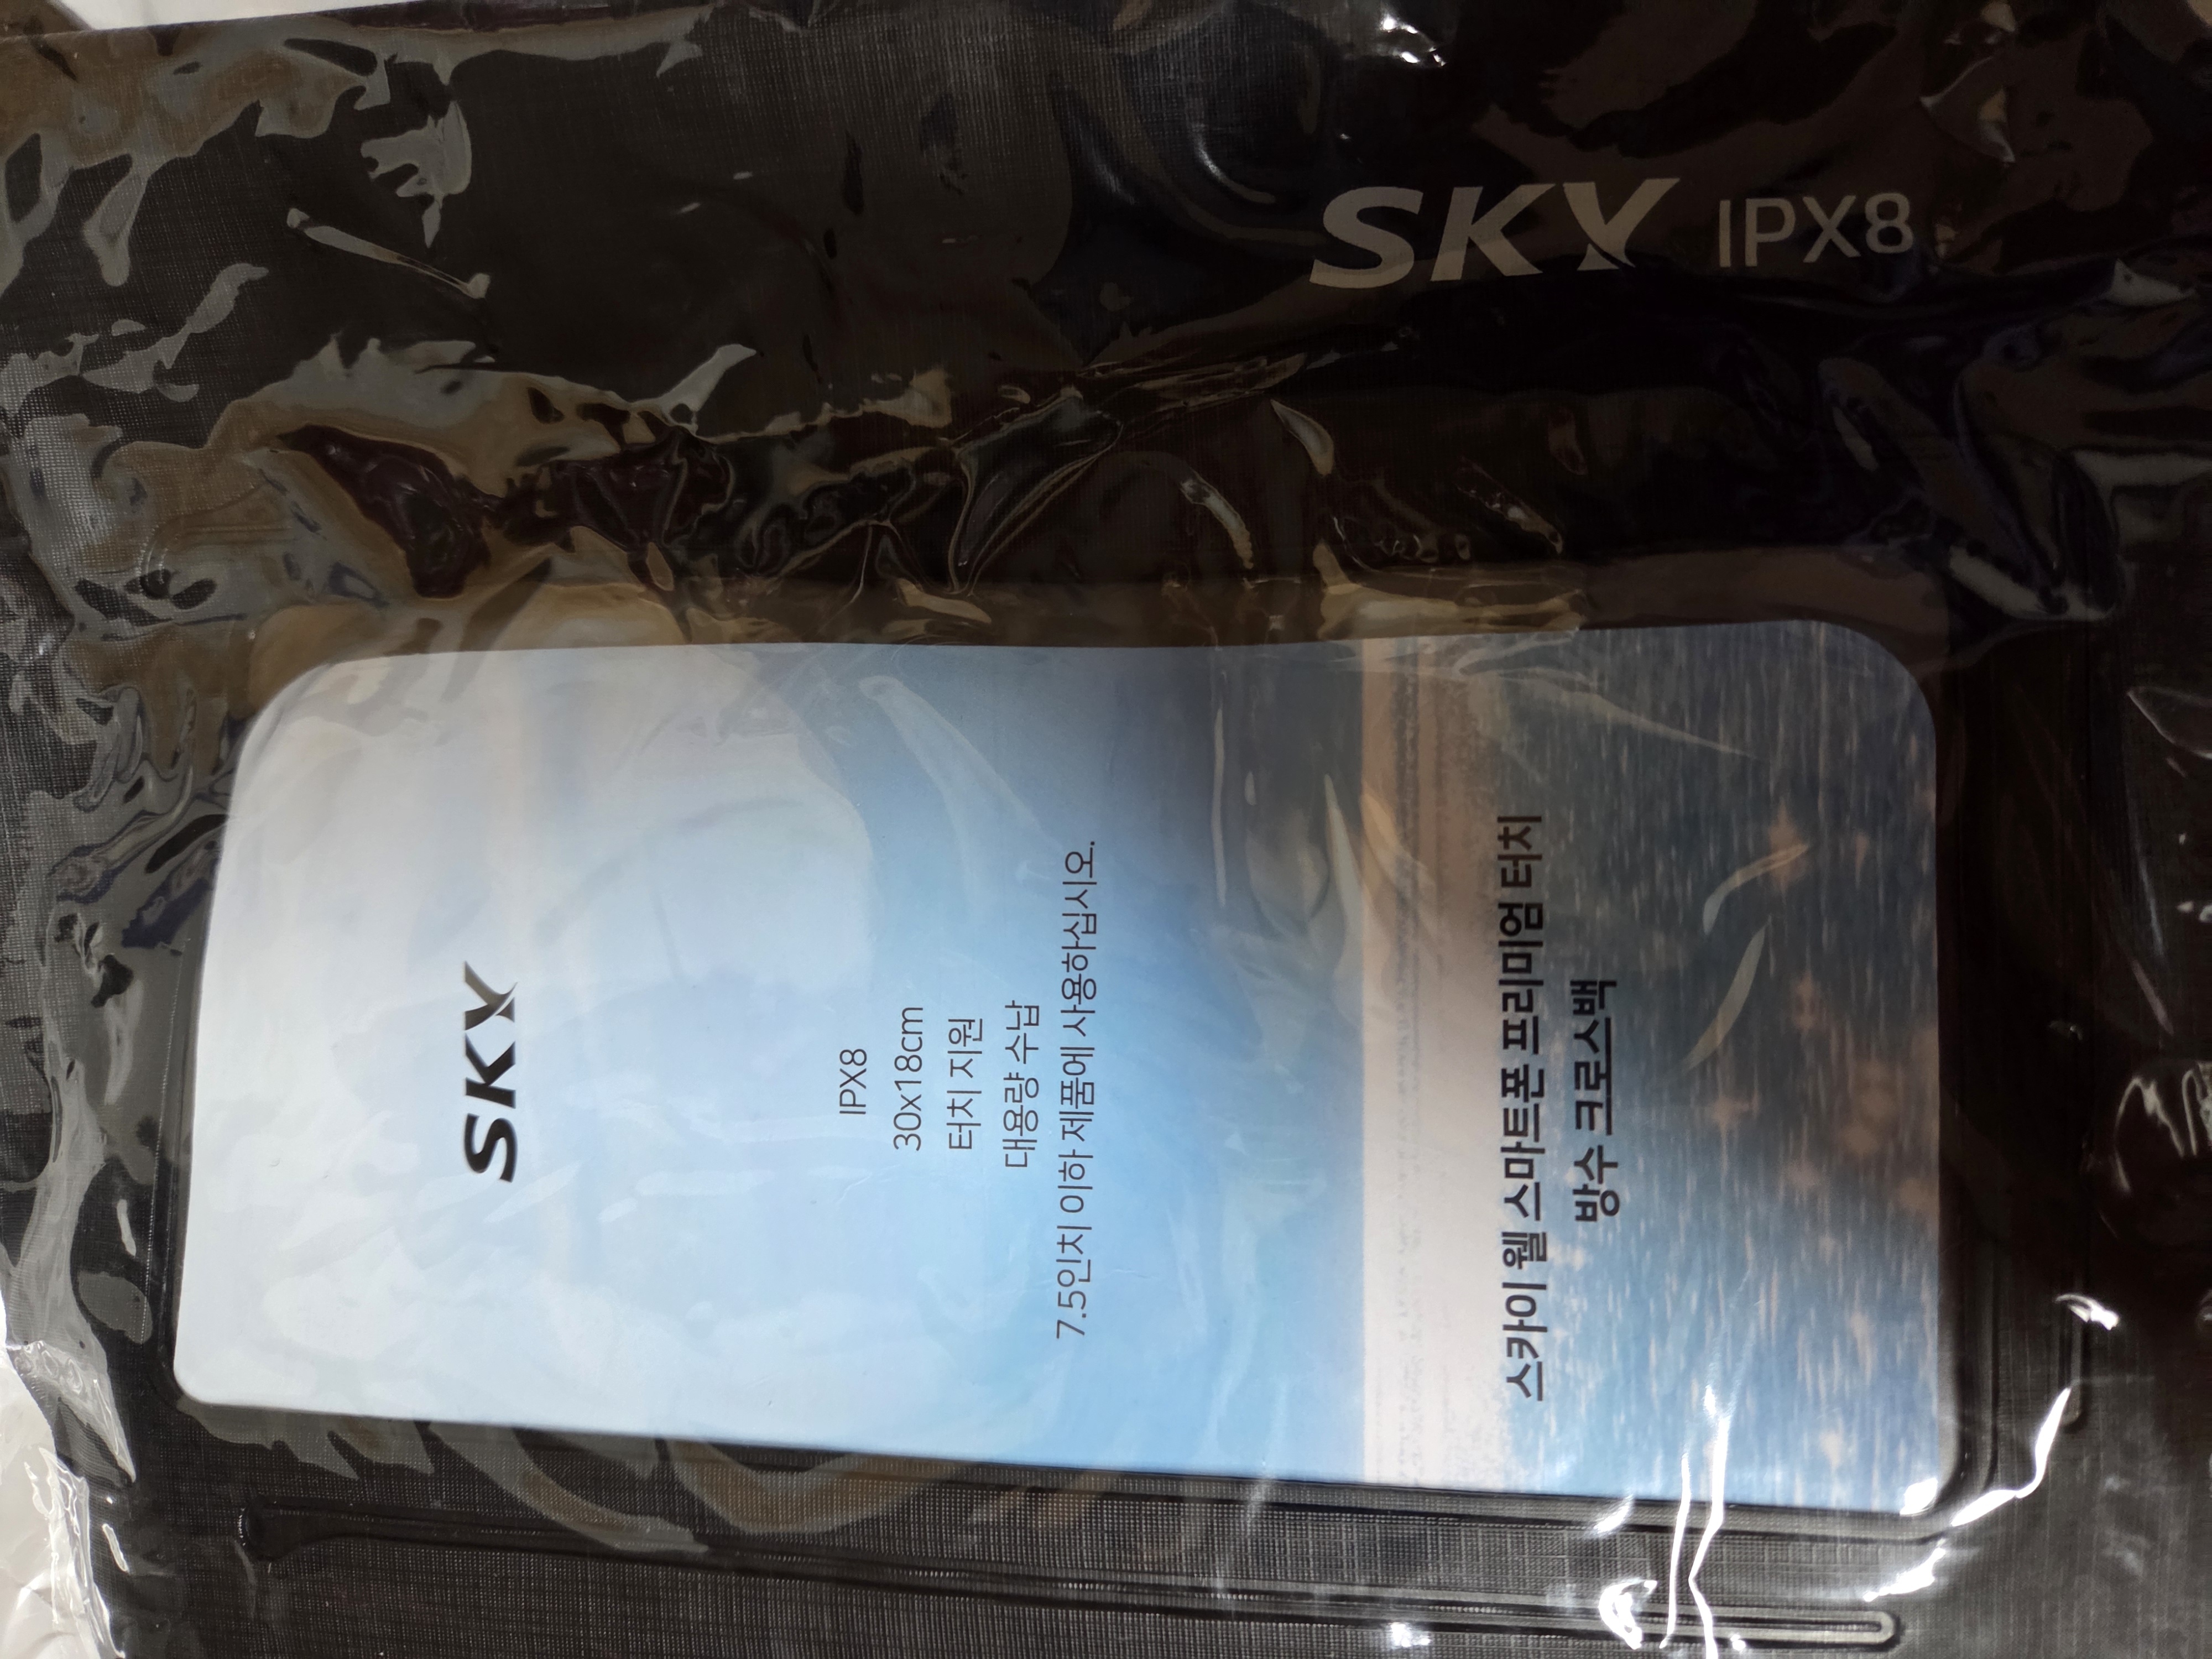 SKY IPX8
SKY
IPX8
30x18cm
터치 지원
대용량 수납
7.5인치 이하 제품에 사용하십시오.
스카이 웰 스마트폰 프리미엄 터치
방수 크로스백